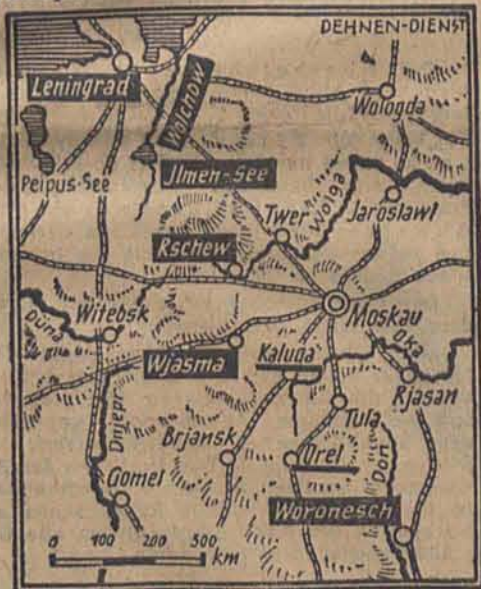 DEHNEN-DIENST
Leningrad
Wolchow
Wologda
Peipus-See
Jlmen-See
Wolga
Twer
Jaroslawl
Rschew
Moskau
Düna
Witebsk
Oka
Wjasma
Kaluga
Rjasan
Dnjepr
Tula
Brjansk
Orel
Don
Gomel
Woronesch
0 100 200 500
km